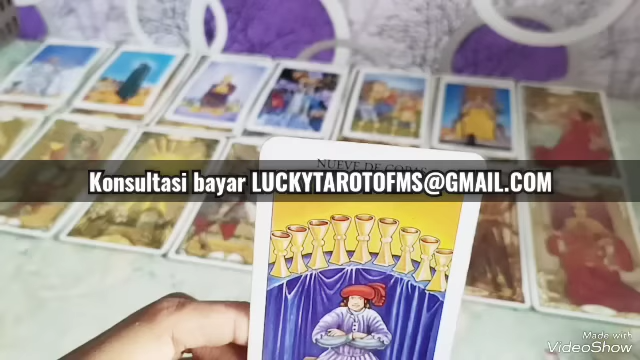 NUEVE DE COPAS
Konsultasi bayar LUCKYTAROTOFMS@GMAIL.COM
Made with
VideoShow